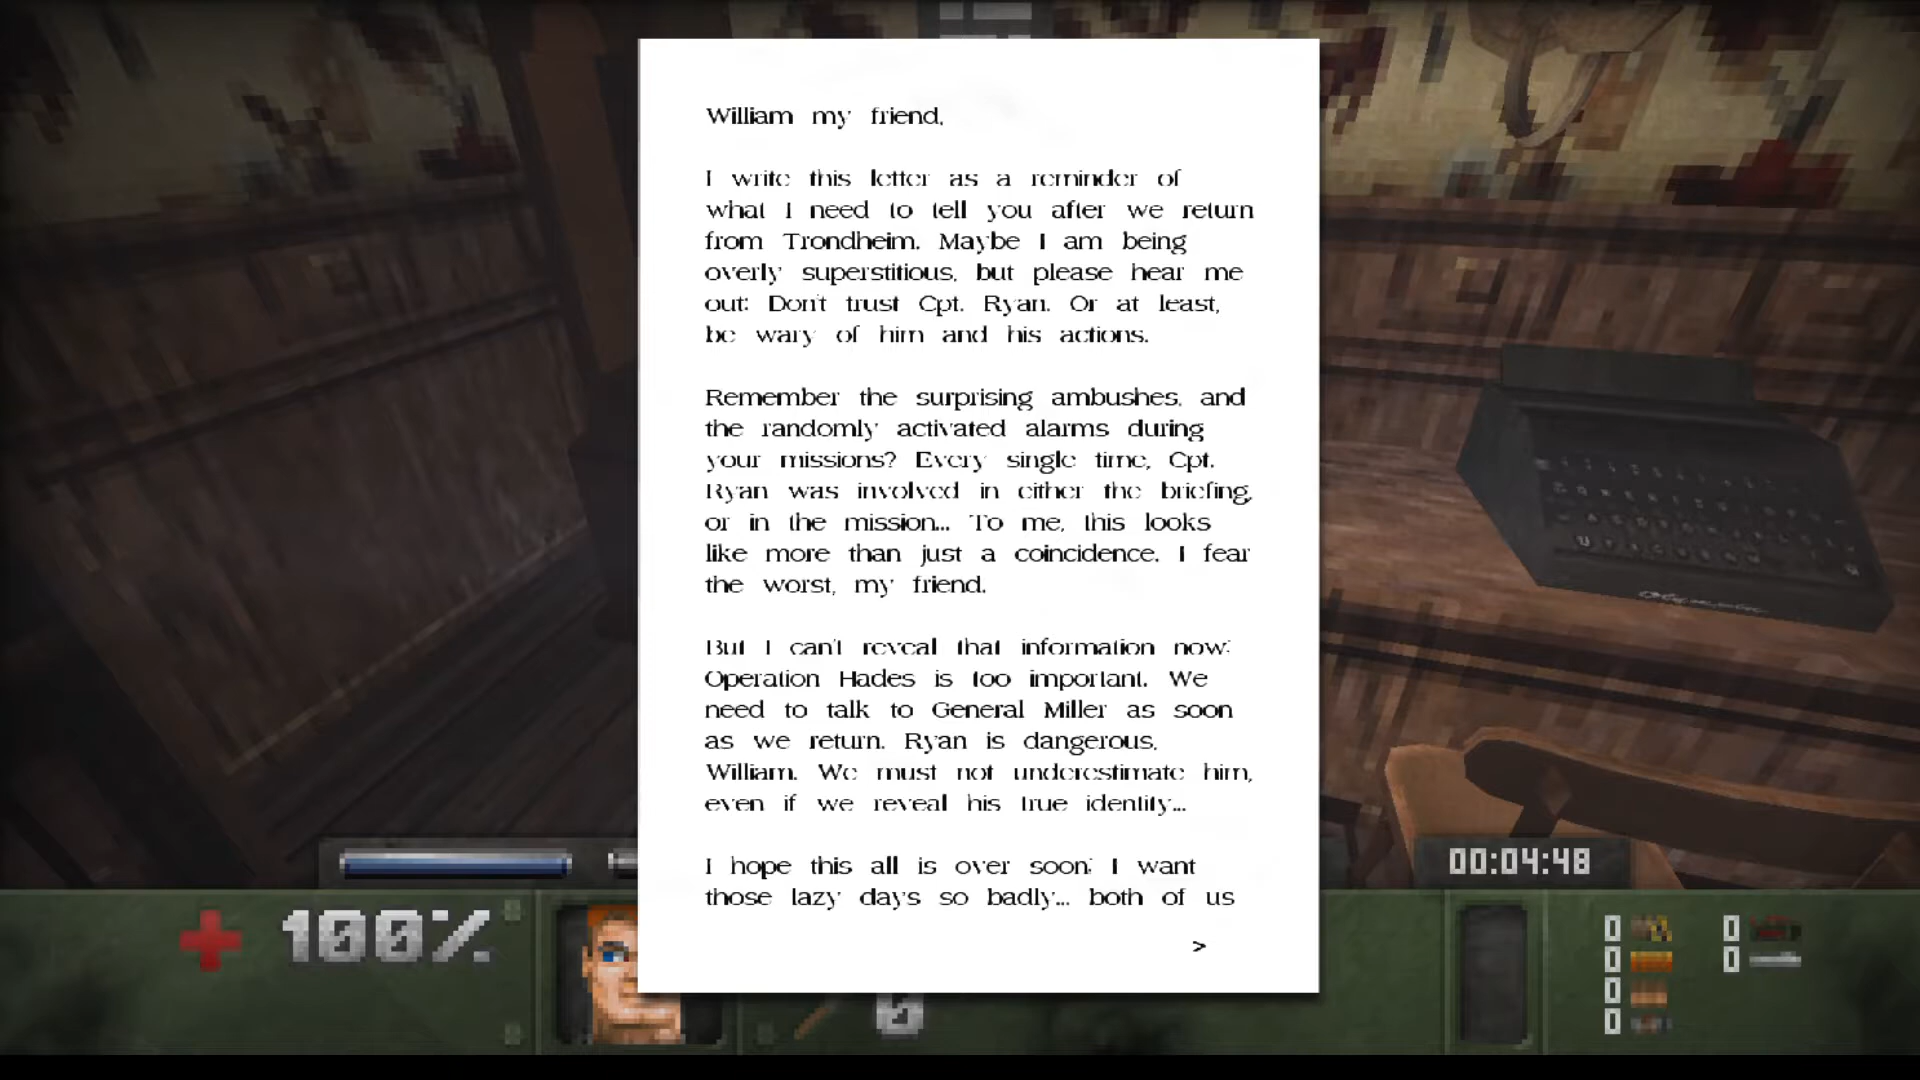 William my friend,
I write this letter as a reminder of
what I need to tell you after we return
from Trondheim. Maybe I am being
overly superstitious, but please hear me
out: Don't trust Cpt. Ryan. Or at least,
be wary of him and his actions.
Remember the surprising ambushes, and
the randomly activated alarms during
your missions? Every single time, Cpt.
Ryan was involved in either the briefing,
or in the mission... To me, this looks
like more than just a coincidence. I fear
the worst, my friend.
But I can't reveal that information now:
Operation Hades is too important. We
need to talk to General Miller as soon
as we return. Ryan is dangerous,
William. We must not underestimate him,
even if we reveal his true identity...
I hope this all is over soon; I want
those lazy days so badly... both of us
>
00:04:48
100%
0
0 0
0 0
0
0